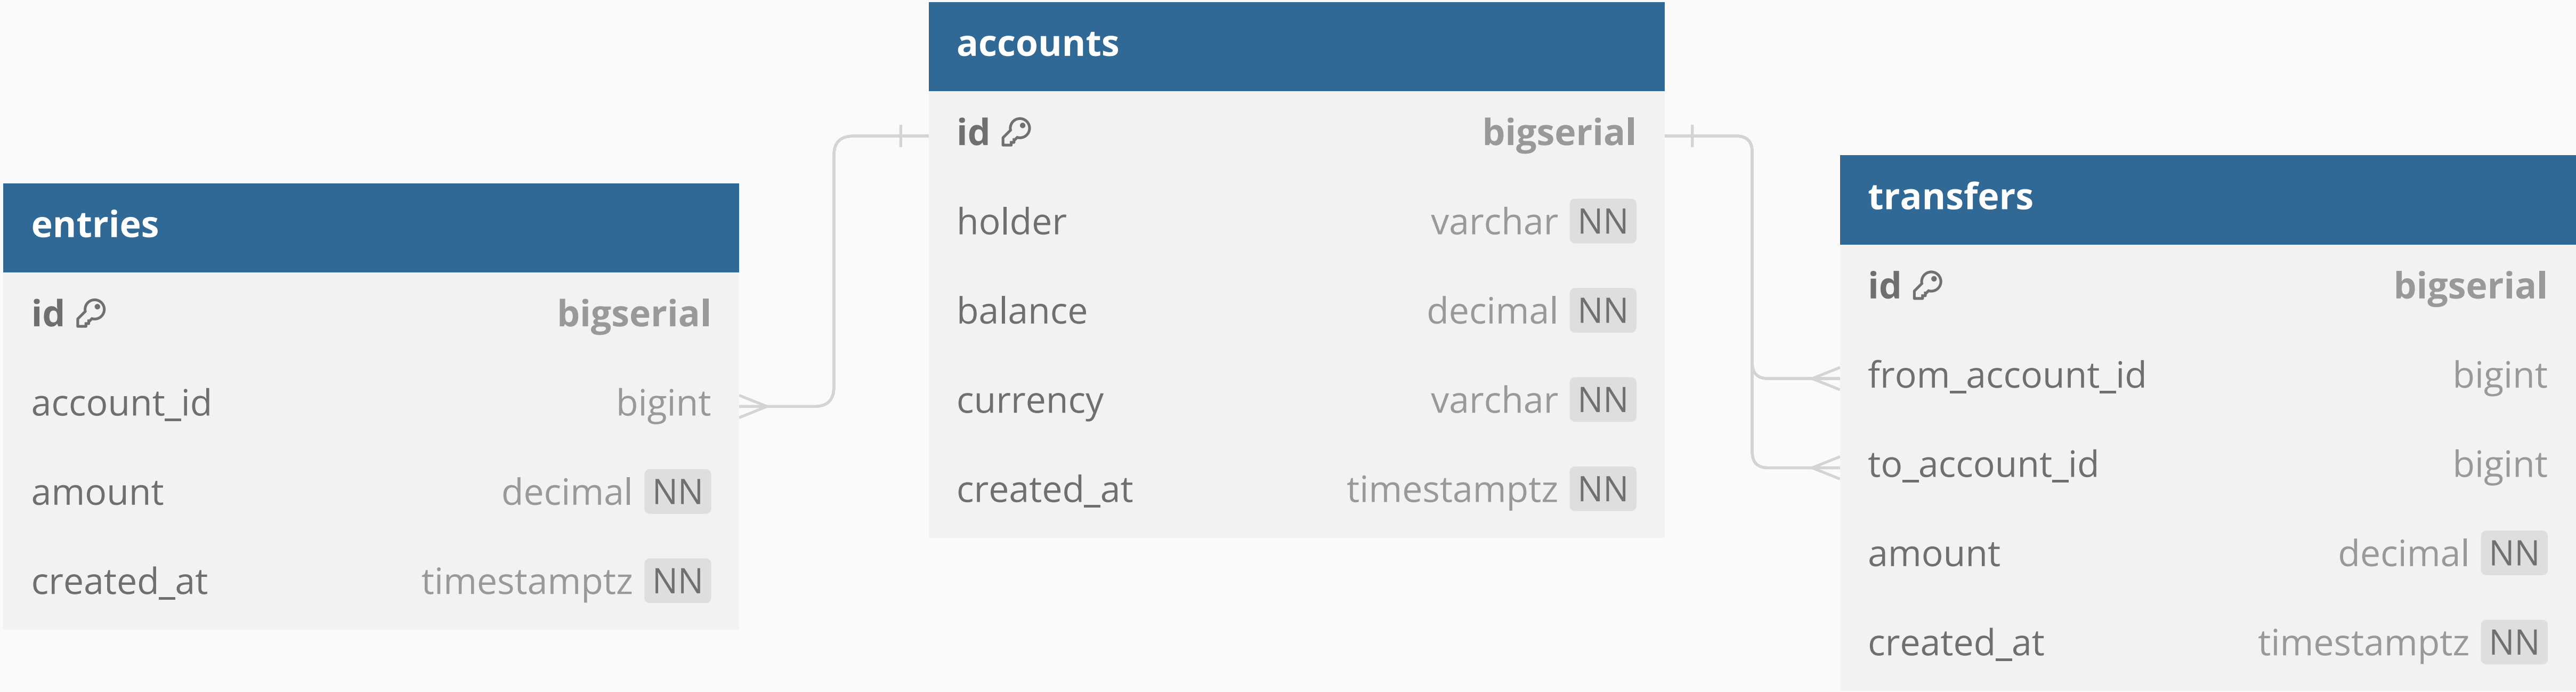 entries
id bigserial
account_id bigint
amount decimal NN
created_at timestamptz NN
accounts
id bigserial
holder varchar NN
balance decimal NN
currency varchar NN
created_at timestamptz NN
transfers
id bigserial
from_account_id bigint
to_account_id bigint
amount decimal NN
created_at timestamptz NN